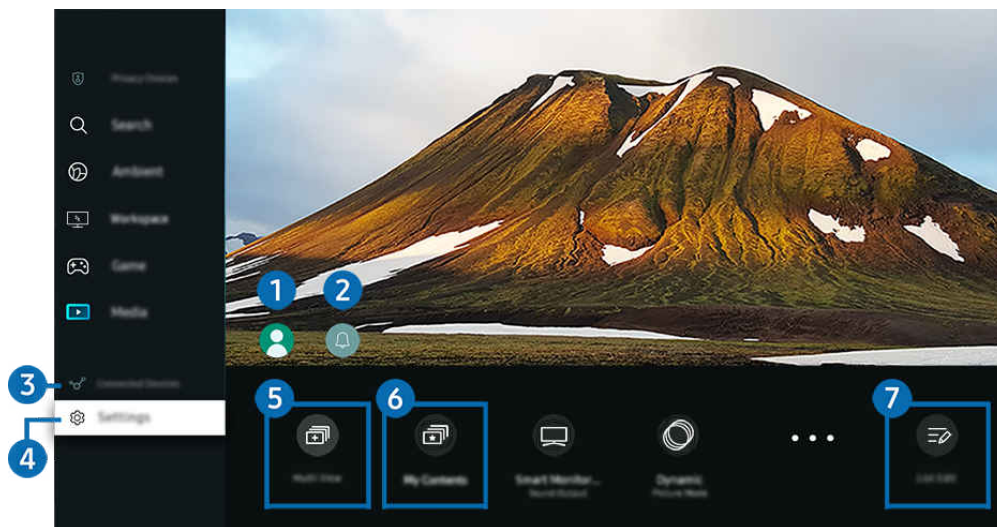 1
2
Privacy Choices
Search
Ambient
Workspace
Game
Media
3
Connected Devices
4
Settings
5
Multi View
6
My Contents
Smart Monitor...
Sound Output
Dynamic
Picture Mode
7
List Edit